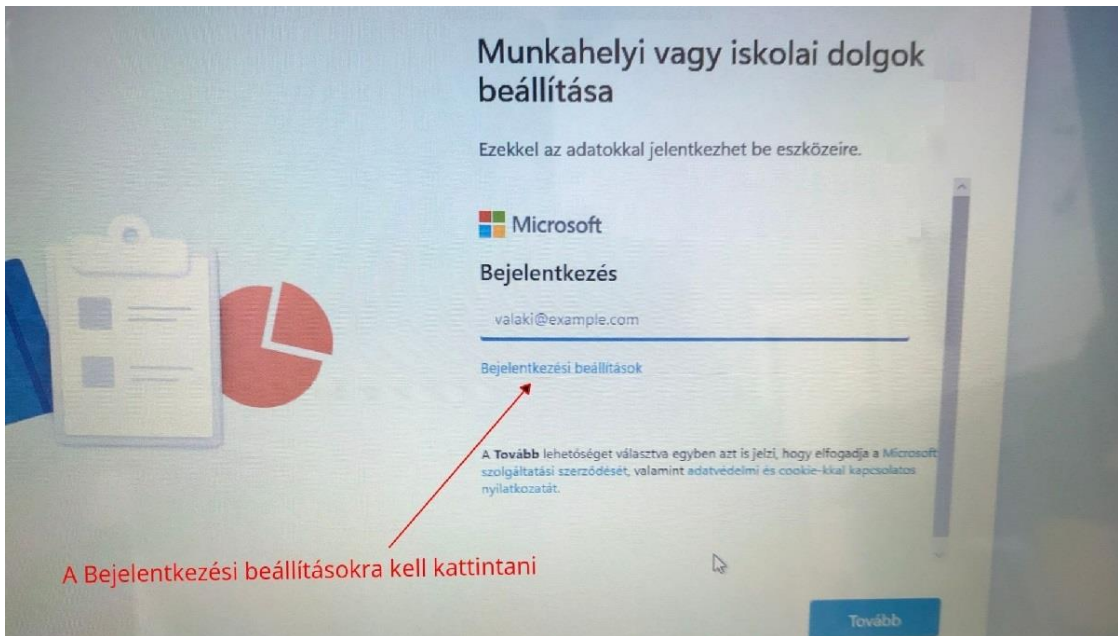 Munkahelyi vagy iskolai dolgok
beállítása
Ezekkel az adatokkal jelentkezhet be eszközeire.
Microsoft
Bejelentkezés
valaki@example.com
Bejelentkezési beállítások
A Tovább lehetőséget választva egyben azt is jelzi, hogy elfogadja a Microsoft
szolgáltatási szerződését, valamint adatvédelmi és cookie-kkal kapcsolatos
nyilatkozatát.
A Bejelentkezési beállításokra kell kattintani
Tovább